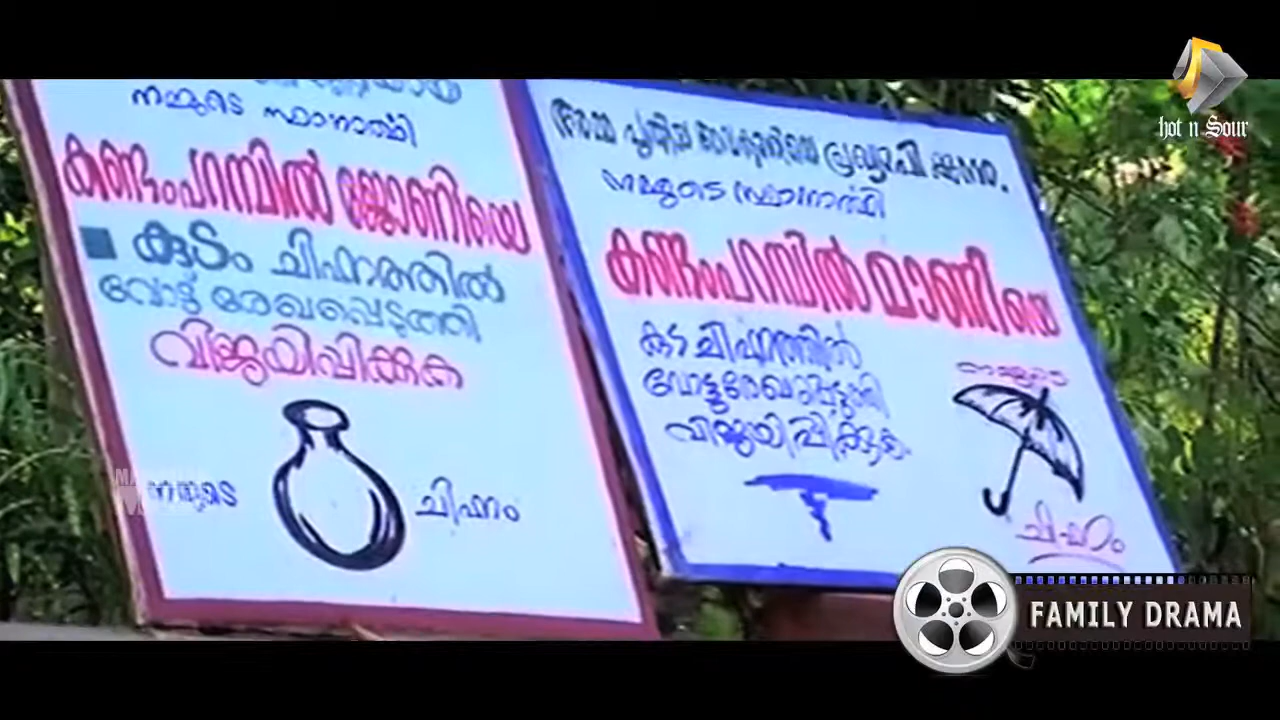 നമ്മുടെ സ്ഥാനാർത്ഥി
കണ്ടംപറമ്പിൽ ജോണിയെ
കുടം ചിഹ്നത്തിൽ
വോട്ട് രേഖപ്പെടുത്തി
വിജയിപ്പിക്കുക
നമ്മുടെ
ചിഹ്നം
നമ്മുടെ സ്ഥാനാർത്ഥി
കണ്ടംപറമ്പിൽ മാണിയെ
കുട ചിഹ്നത്തിൽ
വോട്ടു രേഖപ്പെടുത്തി
വിജയിപ്പിക്കുക
നമ്മുടെ
ചിഹ്നം
hot n Sour
FAMILY DRAMA